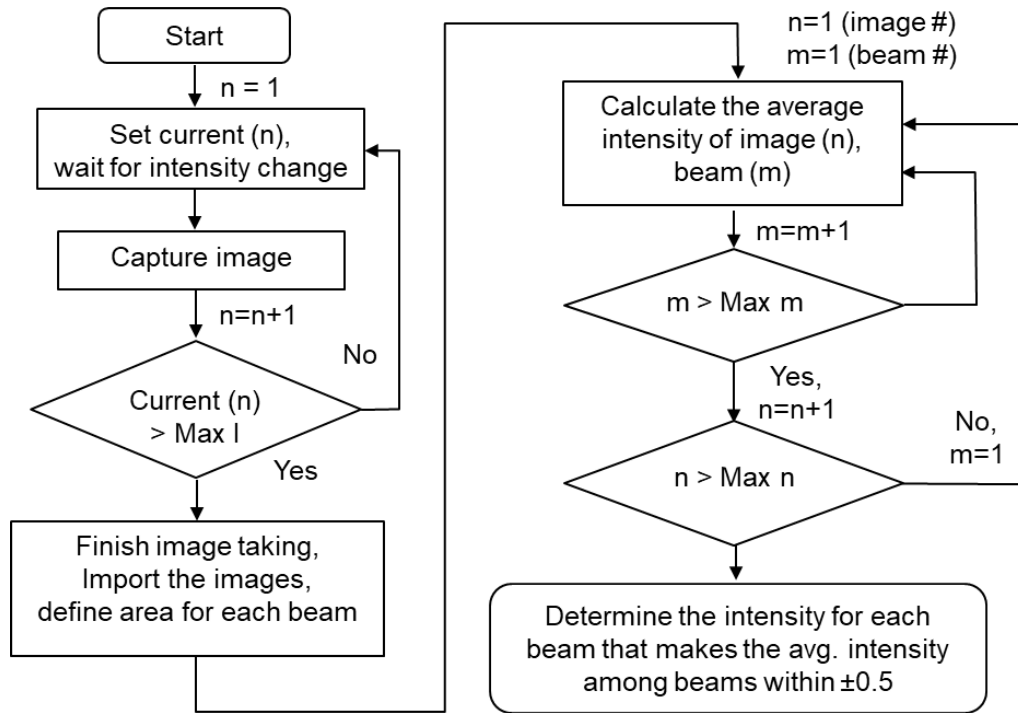 Start
n = 1
Set current (n),
wait for intensity change
Capture image
n=n+1
No
Current (n)
> Max I
Yes
Finish image taking,
Import the images,
define area for each beam
n=1 (image #)
m=1 (beam #)
Calculate the average
intensity of image (n),
beam (m)
m=m+1
m > Max m
Yes,
n=n+1
No,
m=1
n > Max n
Determine the intensity for each
beam that makes the avg. intensity
among beams within ±0.5